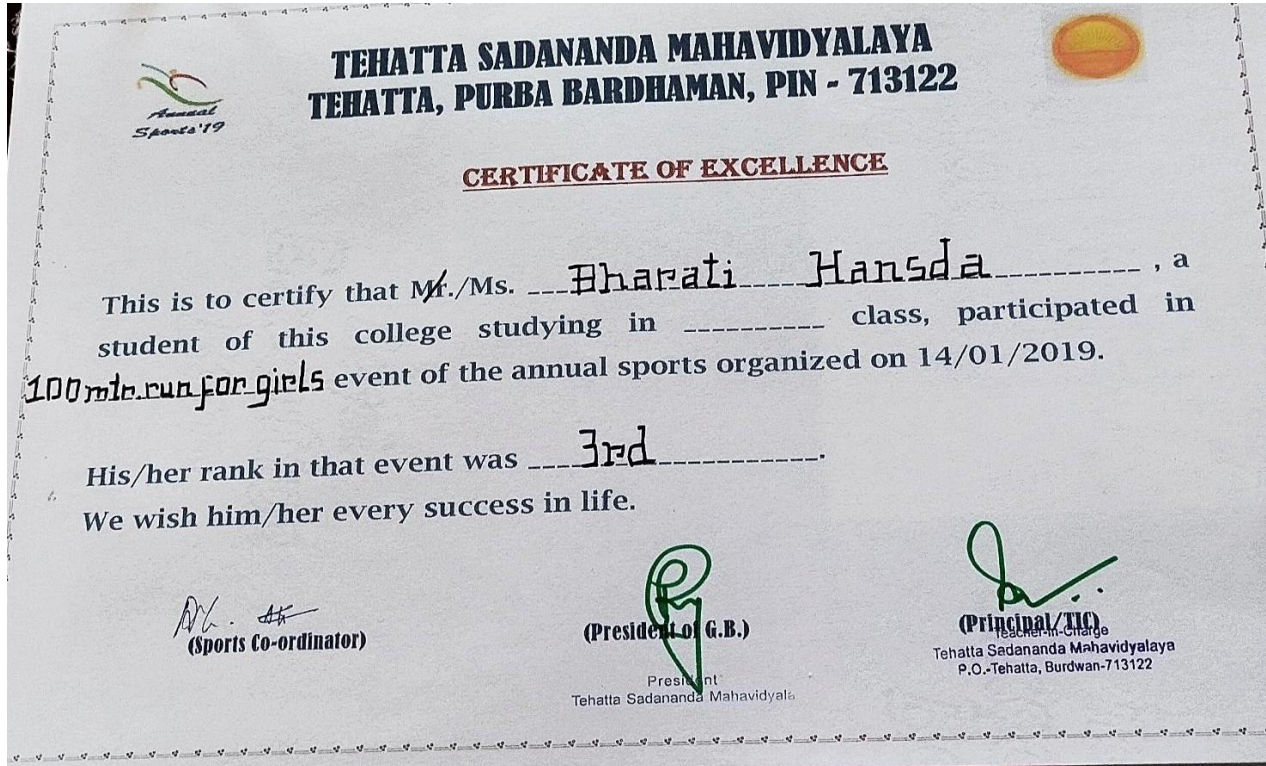 TEHATTA SADANANDA MAHAVIDYALAYA
TEHATTA, PURBA BARDHAMAN, PIN - 713122
Annual
Sports'19
CERTIFICATE OF EXCELLENCE
This is to certify that Mr./Ms. Bharati Hansda, a
student of this college studying in __________ class, participated in
100 mtr. run for girls event of the annual sports organized on 14/01/2019.
His/her rank in that event was 3rd.
We wish him/her every success in life.
(Sports Co-ordinator)
(President of G.B.)
President
Tehatta Sadananda Mahavidyala
(Principal/TIC)
Teacher-in-Charge
Tehatta Sadananda Mahavidyalaya
P.O.-Tehatta, Burdwan-713122